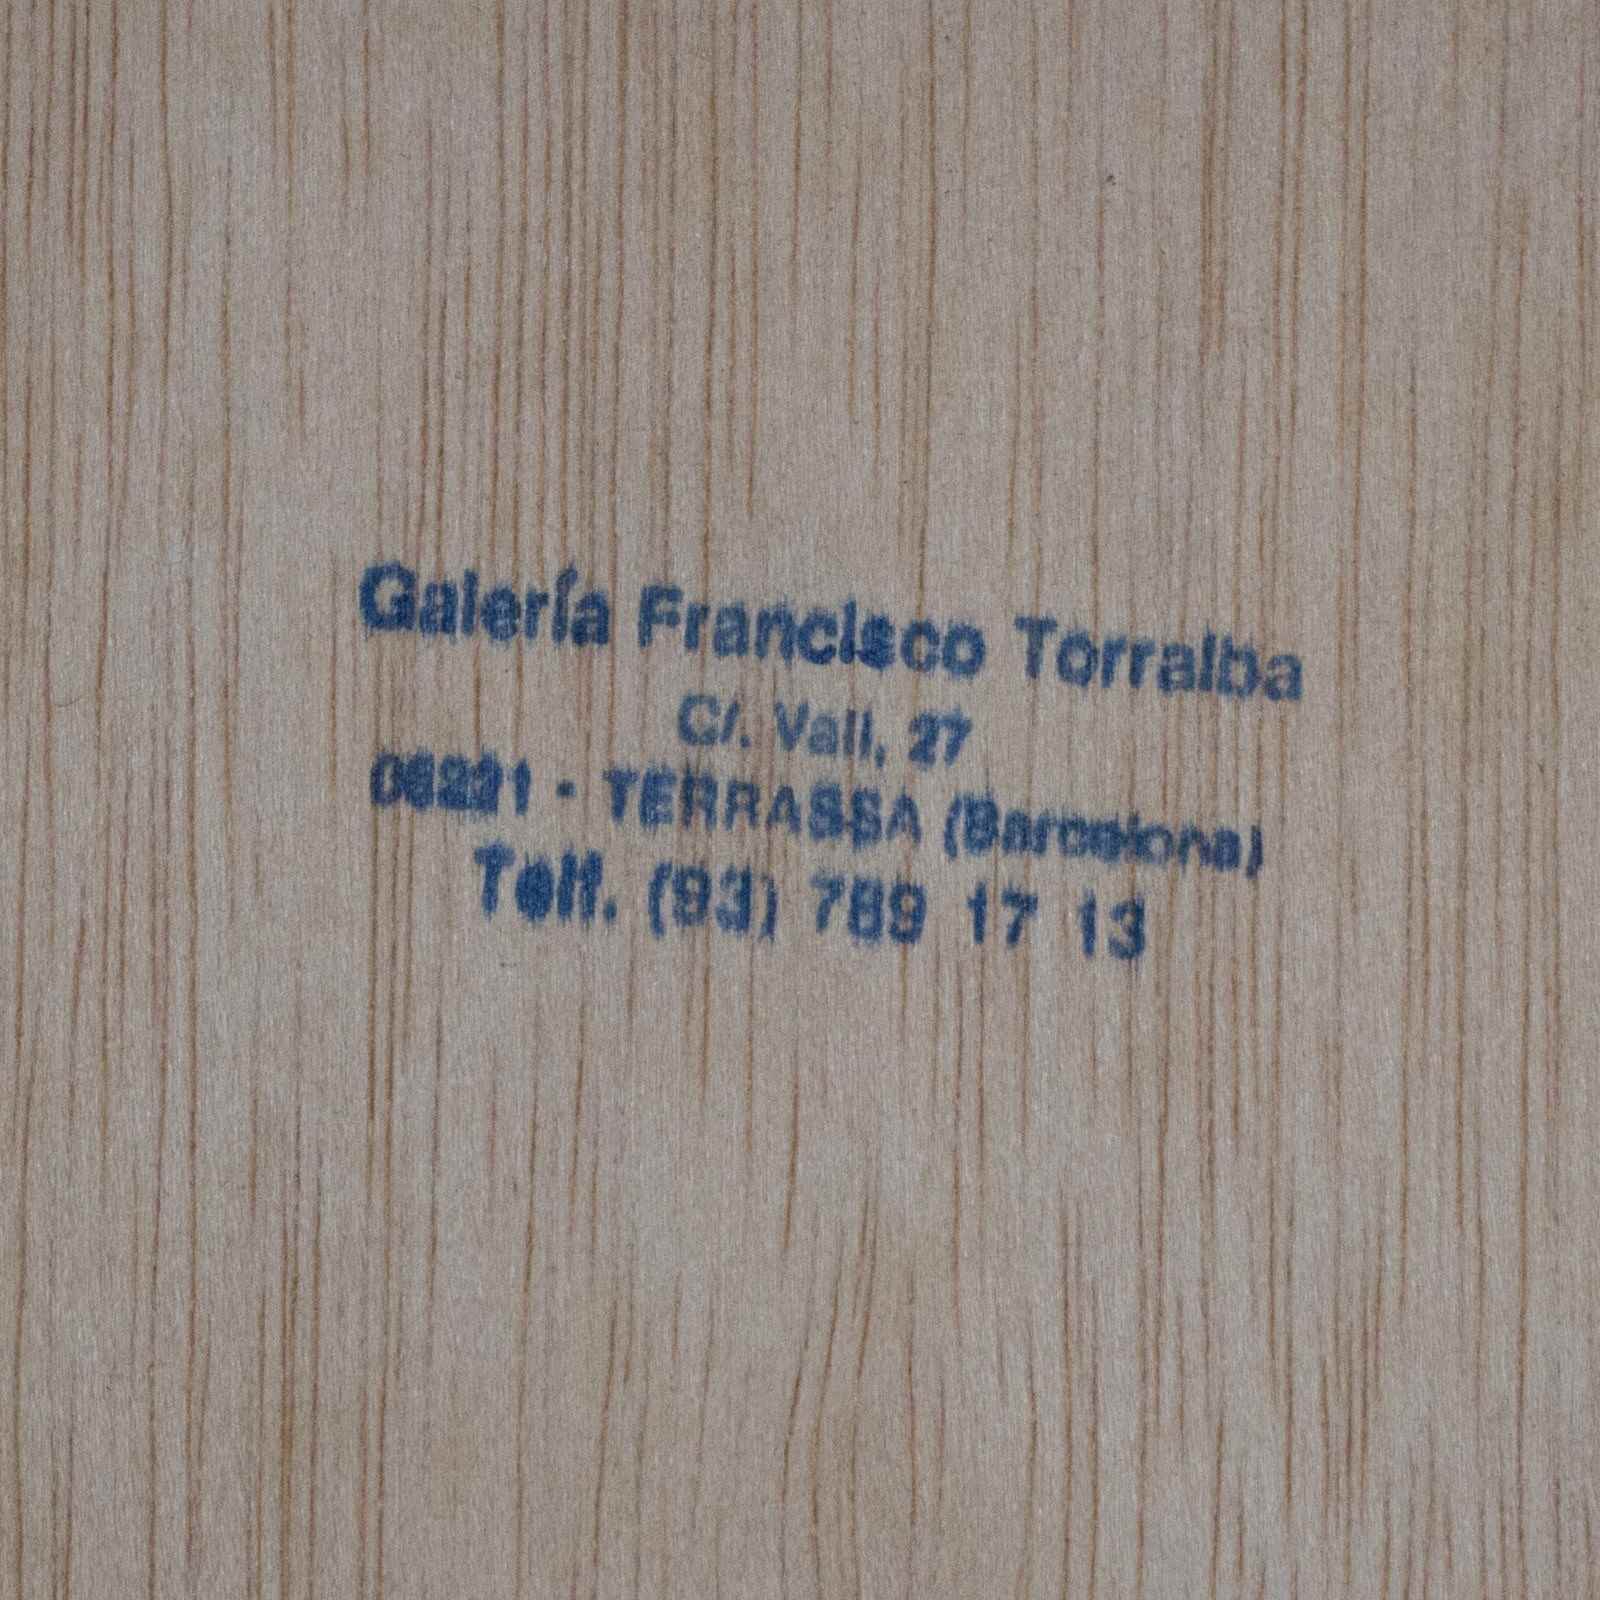 Galería Francisco Torralba
C/. Vall, 27
08221 - TERRASSA (Barcelona)
Telf. (93) 789 17 13